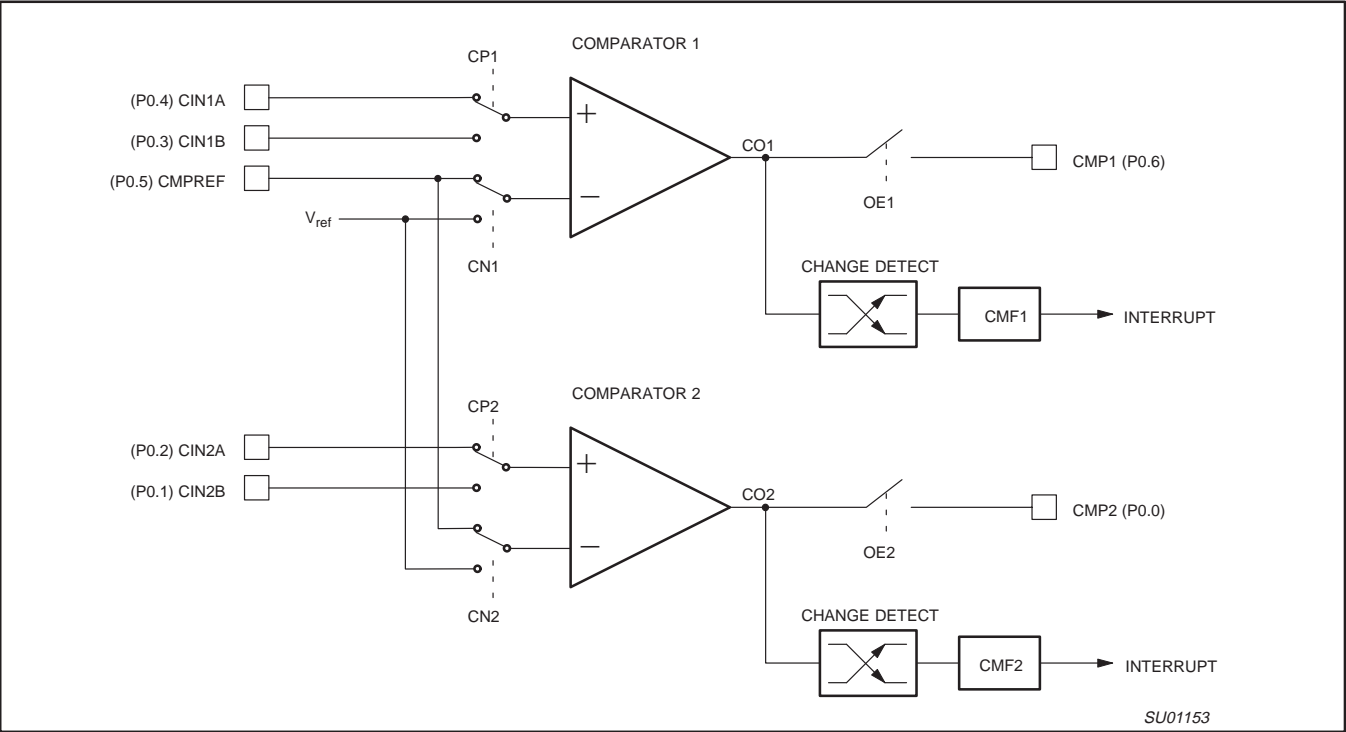 COMPARATOR 1
CP1
(P0.4) CIN1A
+
(P0.3) CIN1B
CO1
CMP1 (P0.6)
(P0.5) CMPREF
−
OE1
Vref
CN1
CHANGE DETECT
CMF1
INTERRUPT
COMPARATOR 2
CP2
(P0.2) CIN2A
+
(P0.1) CIN2B
CO2
CMP2 (P0.0)
−
OE2
CN2
CHANGE DETECT
CMF2
INTERRUPT
SU01153